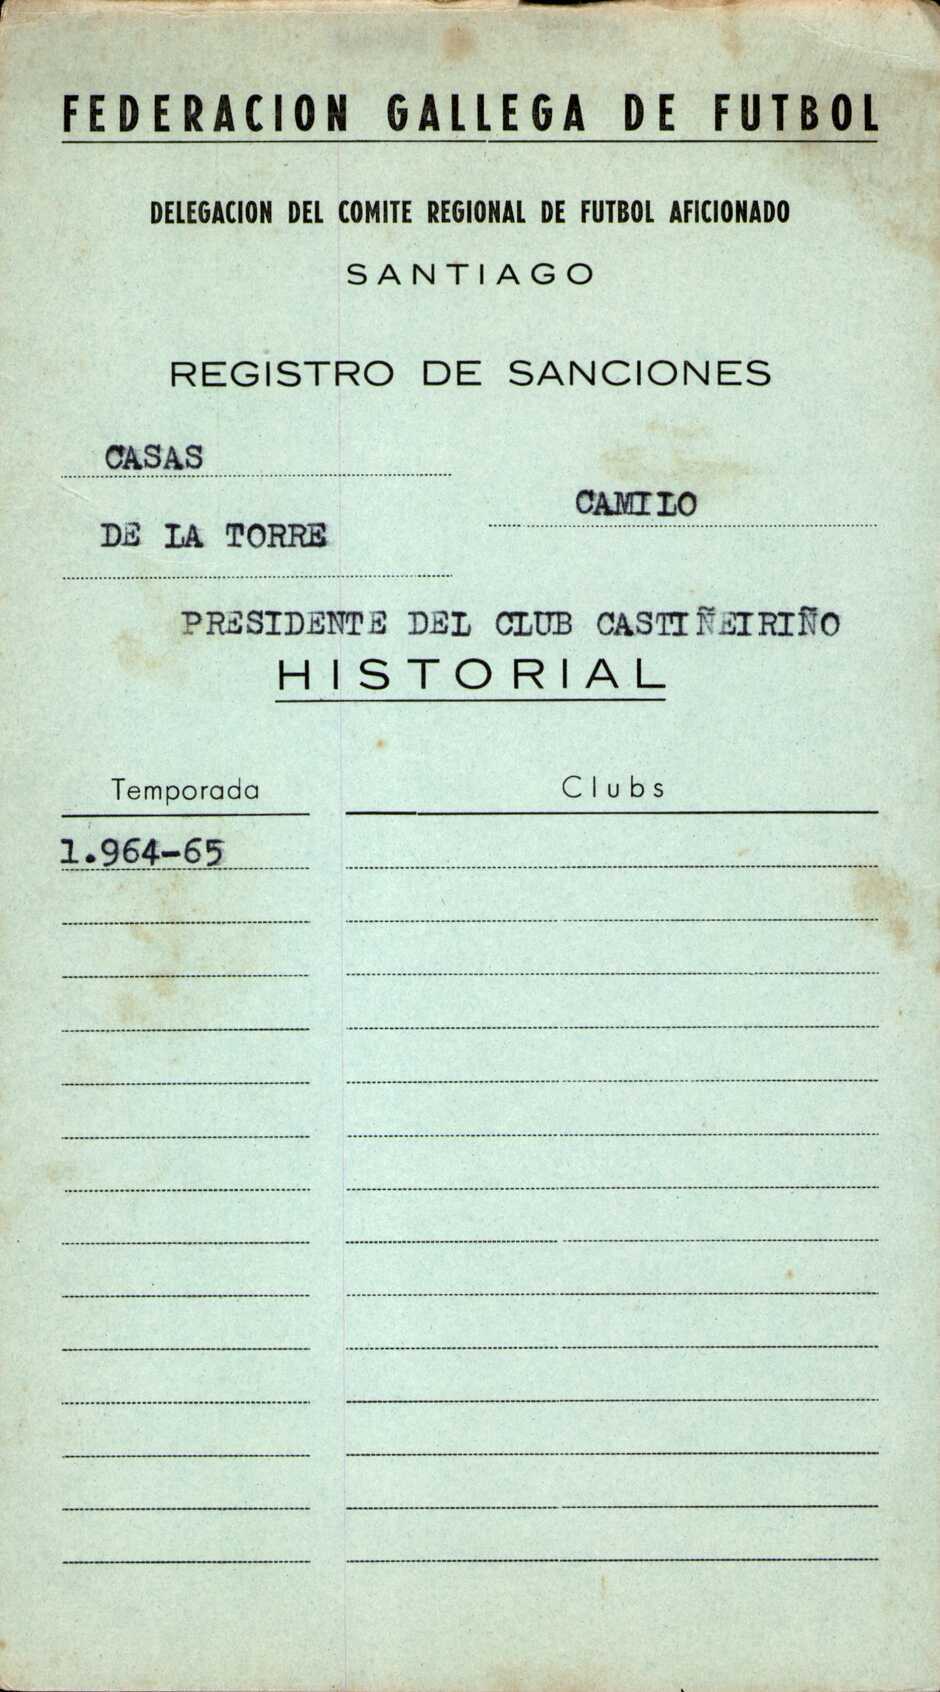 FEDERACION GALLEGA DE FUTBOL
DELEGACION DEL COMITE REGIONAL DE FUTBOL AFICIONADO
SANTIAGO
REGISTRO DE SANCIONES
CASAS
CAMILO
DE LA TORRE
PRESIDENTE DEL CLUB CASTIÑEIRIÑO
HISTORIAL
Temporada Clubs
1.964-65